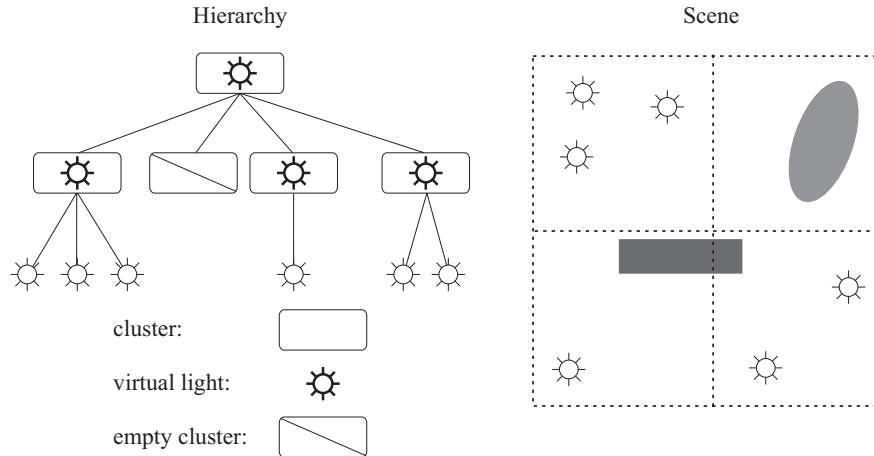 Hierarchy
Scene
cluster:
virtual light:
empty cluster: